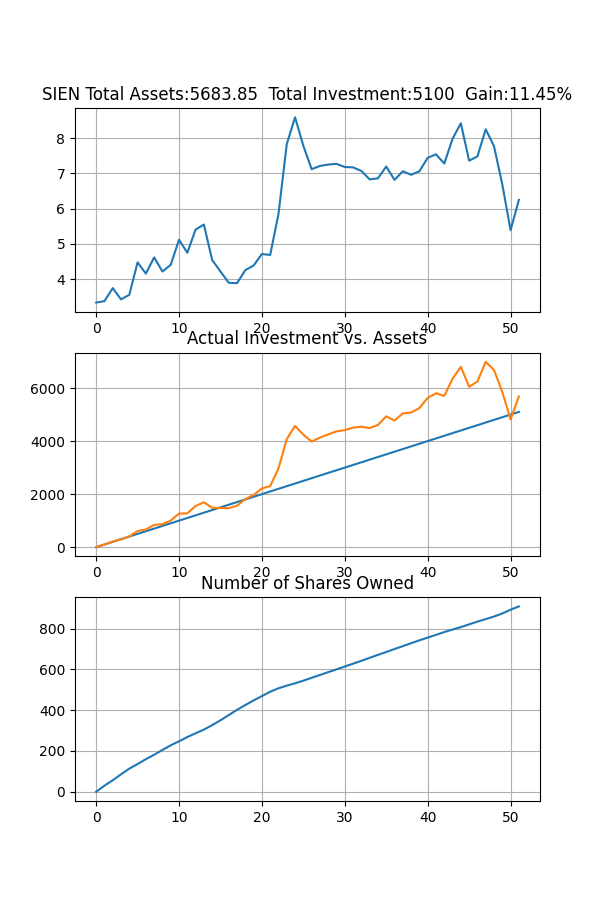 SIEN Total Assets:5683.85  Total Investment:5100  Gain:11.45%
8
7
6
5
4
0 10 20 30 40 50
Actual Investment vs. Assets
6000
4000
2000
0
0 10 20 30 40 50
Number of Shares Owned
800
600
400
200
0
0 10 20 30 40 50